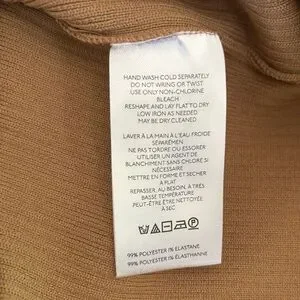 HAND WASH COLD SEPARATELY
DO NOT WRING OR TWIST
USE ONLY NON-CHLORINE
BLEACH
RESHAPE AND LAY FLAT TO DRY
LOW IRON AS NEEDED
MAY BE DRY CLEANED
LAVER À LA MAIN À L'EAU FROIDE
SÉPARÉMEN
NE PAS TORDRE OU ESSORER
UTILISER UN AGENT DE
BLANCHIMENT SANS CHLORE SI
NÉCESSAIRE
METTRE EN FORME ET SÉCHER
À PLAT
REPASSER, AU BESOIN, À TRÈS
BASSE TEMPÉRATURE
PEUT-ÊTRE ÊTRE NETTOYÉE
À SEC
P
99% POLYESTER 1% ELASTANE
99% POLYESTER 1% ELASTHANNE